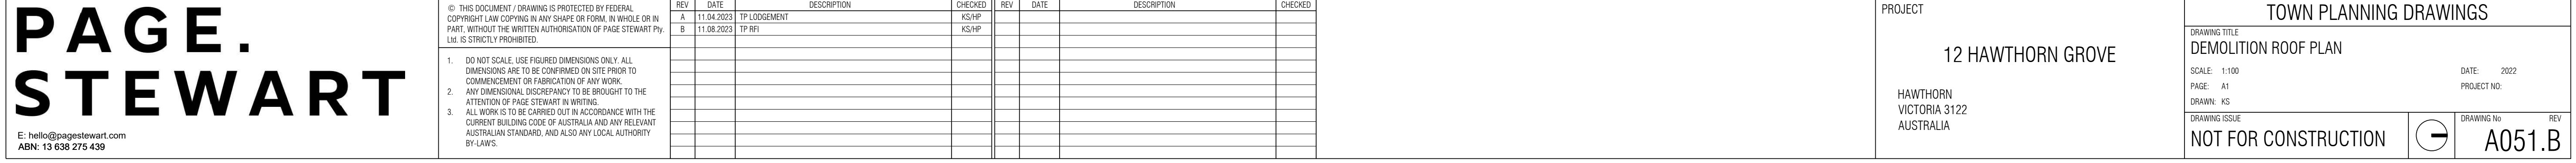 PAGE.
STEWART
E: hello@pagestewart.com
ABN: 13 638 275 439
© THIS DOCUMENT / DRAWING IS PROTECTED BY FEDERAL
COPYRIGHT LAW COPYING IN ANY SHAPE OR FORM, IN WHOLE OR IN
PART, WITHOUT THE WRITTEN AUTHORISATION OF PAGE STEWART Pty.
Ltd. IS STRICTLY PROHIBITED.
1. DO NOT SCALE, USE FIGURED DIMENSIONS ONLY. ALL
DIMENSIONS ARE TO BE CONFIRMED ON SITE PRIOR TO
COMMENCEMENT OR FABRICATION OF ANY WORK.
2. ANY DIMENSIONAL DISCREPANCY TO BE BROUGHT TO THE
ATTENTION OF PAGE STEWART IN WRITING.
3. ALL WORK IS TO BE CARRIED OUT IN ACCORDANCE WITH THE
CURRENT BUILDING CODE OF AUSTRALIA AND ANY RELEVANT
AUSTRALIAN STANDARD, AND ALSO ANY LOCAL AUTHORITY
BY-LAW'S.
REV DATE DESCRIPTION CHECKED REV DATE DESCRIPTION CHECKED
A 11.04.2023 TP LODGEMENT KS/HP
B 11.08.2023 TP RFI KS/HP
PROJECT
12 HAWTHORN GROVE
HAWTHORN
VICTORIA 3122
AUSTRALIA
TOWN PLANNING DRAWINGS
DRAWING TITLE
DEMOLITION ROOF PLAN
SCALE: 1:100 DATE: 2022
PAGE: A1 PROJECT NO:
DRAWN: KS
DRAWING ISSUE DRAWING No REV
NOT FOR CONSTRUCTION A051.B